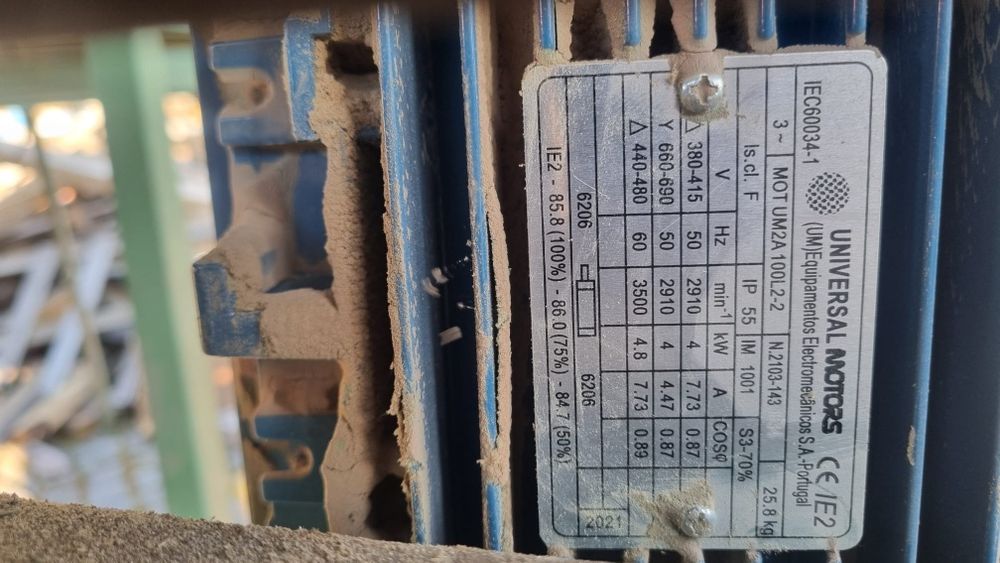 UNIVERSAL MOTORS CE/IE2
(UM)Equipamentos Electromecânicos S.A.-Portugal
IEC60034-1
3~ MOT UM2A 100L2-2 N.2103-143 25.8 kg
Is.cl. F IP 55 IM 1001 S3-70%
V Hz min-1 kW A COSφ
△ 380-415 50 2910 4 7.73 0.87
Y 660-690 50 2910 4 4.47 0.87
△ 440-480 60 3500 4.8 7.73 0.89
6206 6206 2021
IE2 - 85.8 (100%) - 86.0 (75%) - 84.7 (50%)